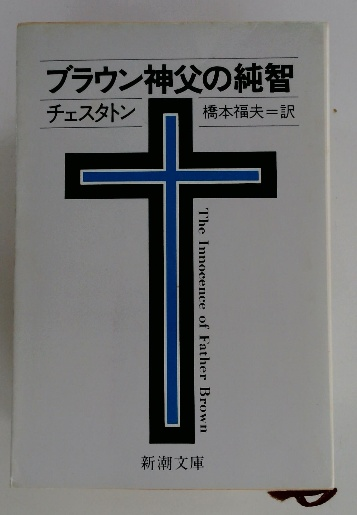 ブラウン神父の純智
チェスタトン
橋本福夫=訳
The Innocence of Father Brown
新潮文庫